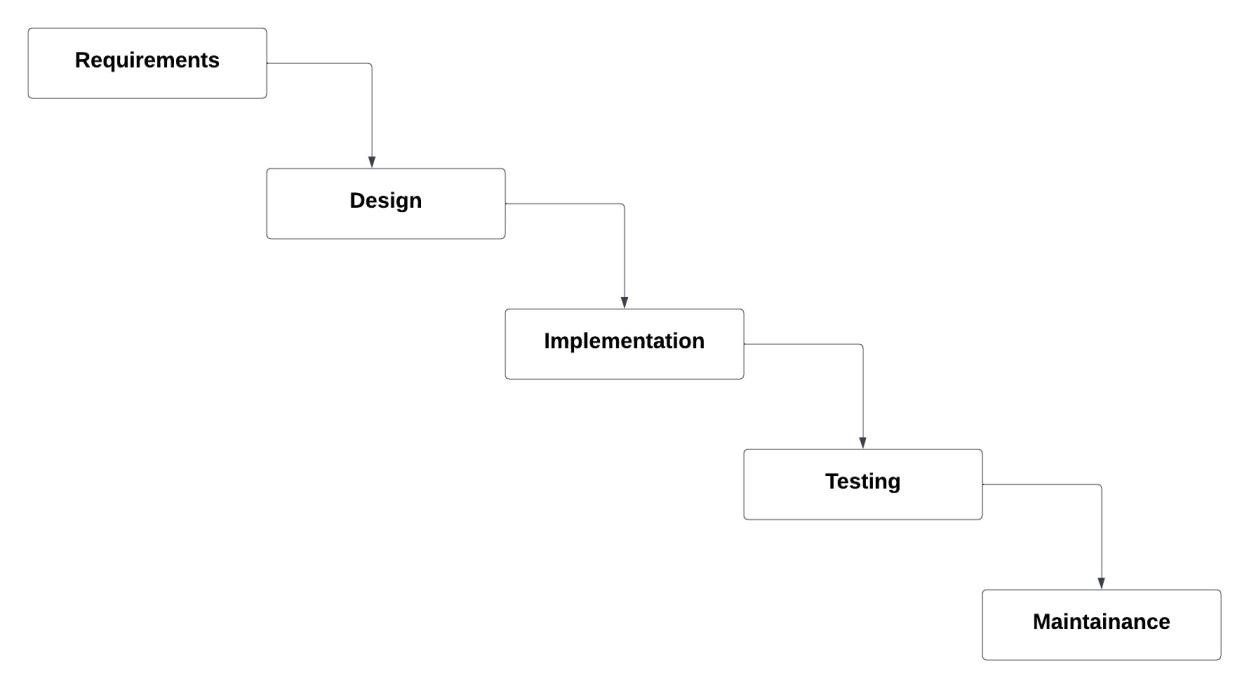 Requirements
Design
Implementation
Testing
Maintainance